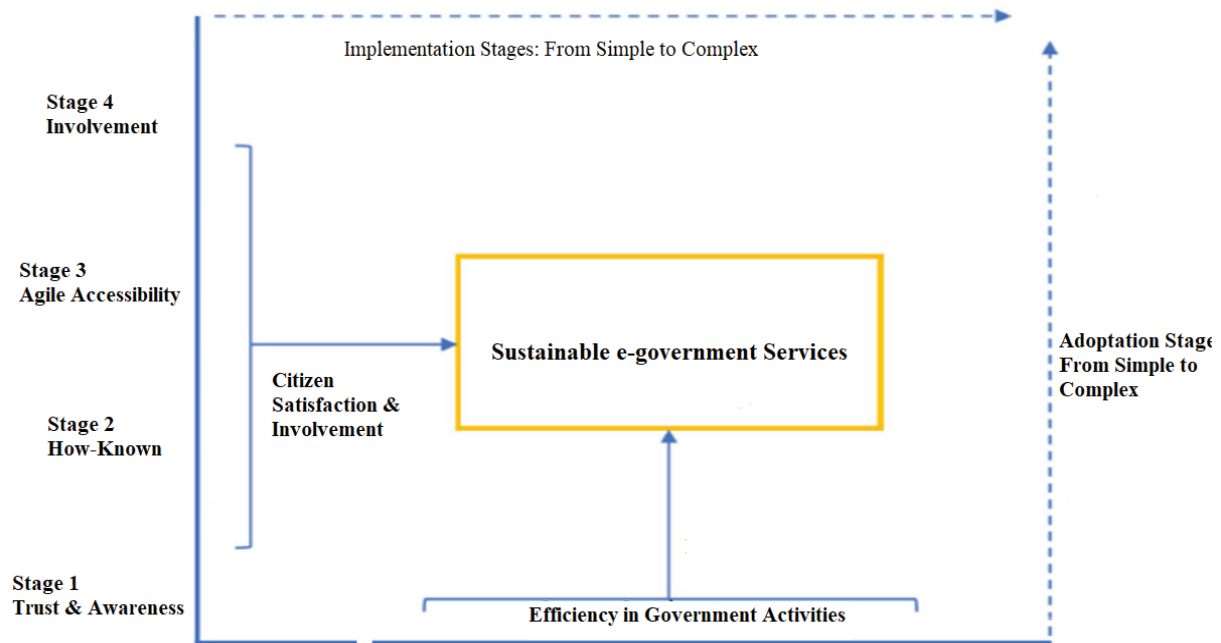 Implementation Stages: From Simple to Complex
Stage 4
Involvement
Stage 3
Agile Accessibility
Sustainable e-government Services
Adoptation Stage
From Simple to
Complex
Citizen
Satisfaction &
Involvement
Stage 2
How-Known
Stage 1
Trust & Awareness
Efficiency in Government Activities